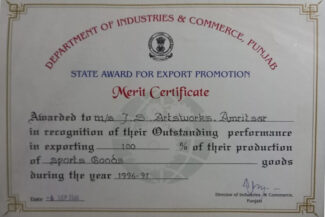 DEPARTMENT OF INDUSTRIES & COMMERCE, PUNJAB
STATE AWARD FOR EXPORT PROMOTION
Merit Certificate
Awarded to m/s J. S. Artsworks, Amritsar
in recognition of their Outstanding performance
in exporting 100 % of their production
of Sports Goods goods
during the year 1996-97
Date
Director of Industries & Commerce,
Punjab